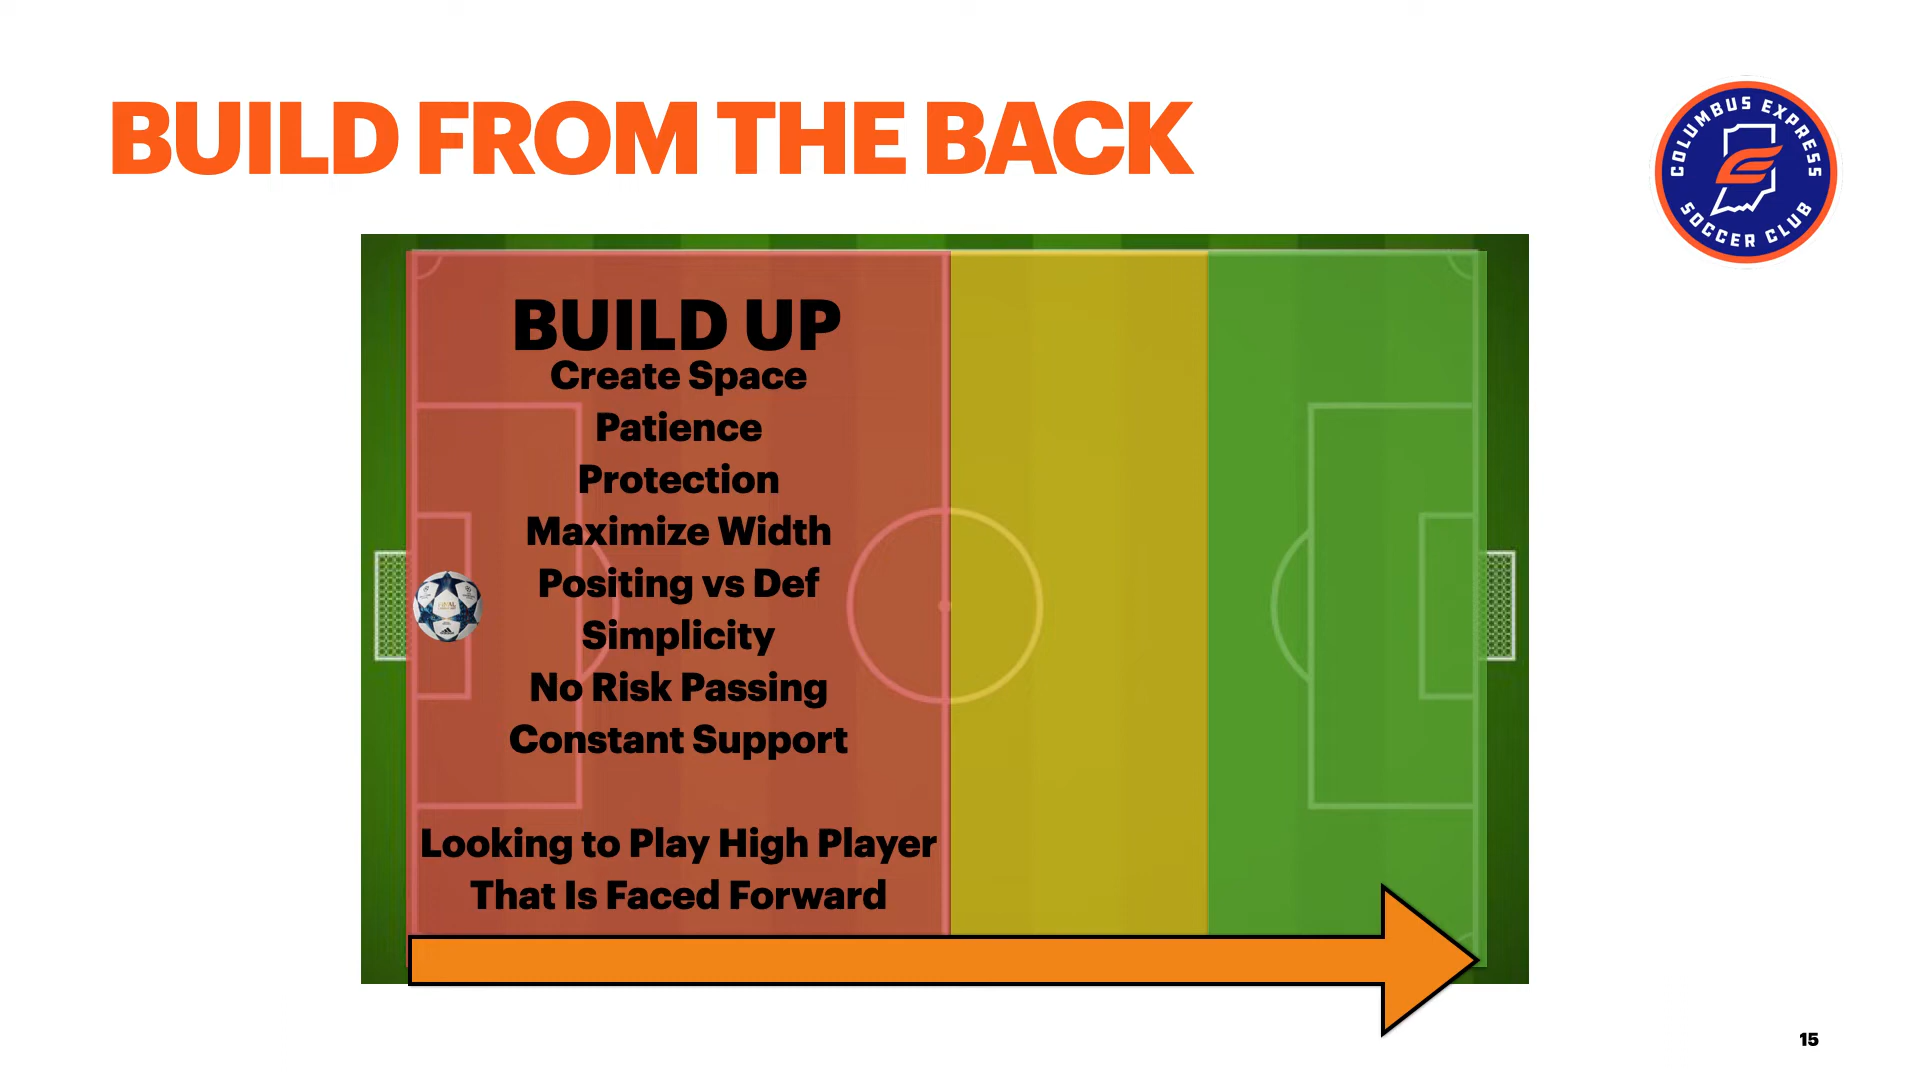 BUILD FROM THE BACK
COLUMBUS EXPRESS
SOCCER CLUB
BUILD UP
Create Space
Patience
Protection
Maximize Width
Positing vs Def
Simplicity
No Risk Passing
Constant Support
Looking to Play High Player
That Is Faced Forward
15